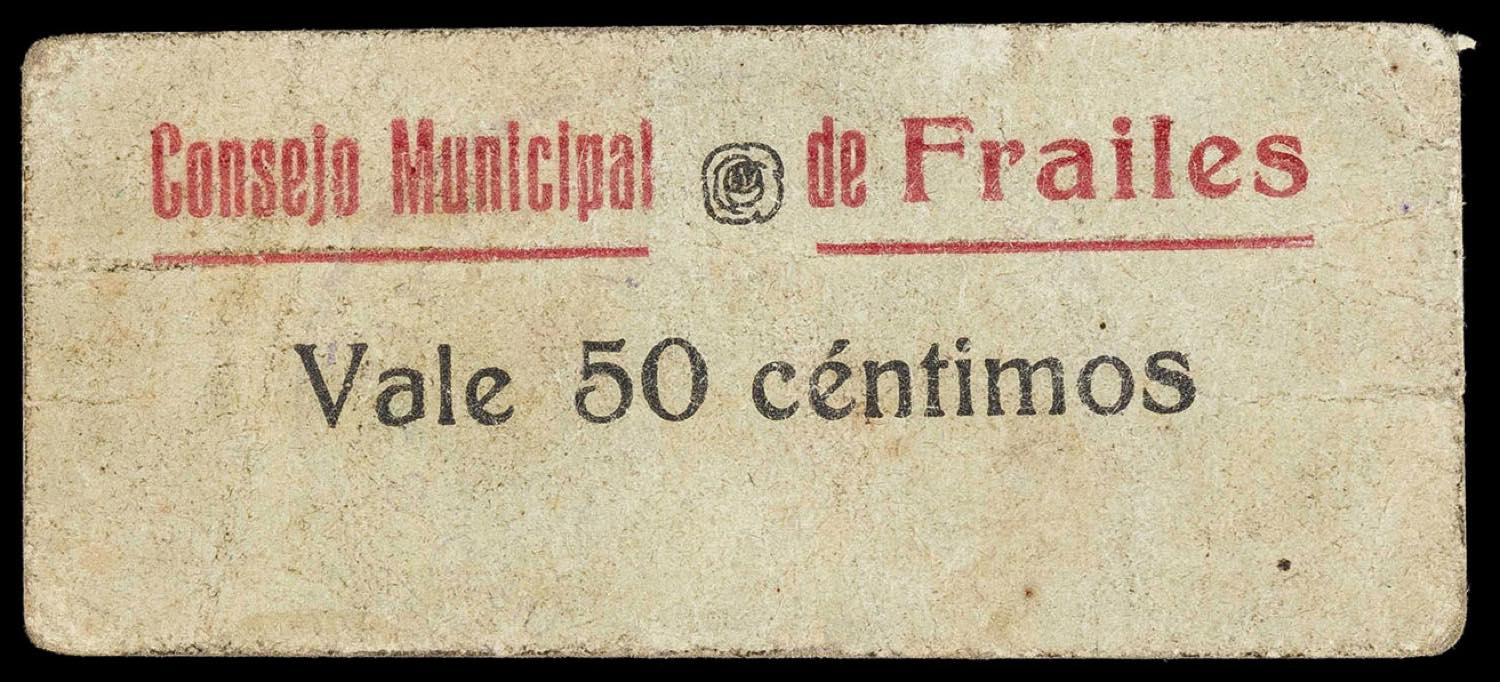 Consejo Municipal de Frailes
Vale 50 céntimos